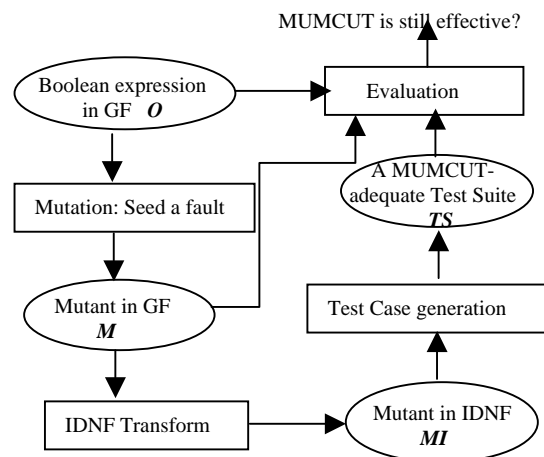 MUMCUT is still effective?
Boolean expression
in GF O
Evaluation
A MUMCUT-
adequate Test Suite
TS
Mutation: Seed a fault
Mutant in GF
M
Test Case generation
IDNF Transform
Mutant in IDNF
MI